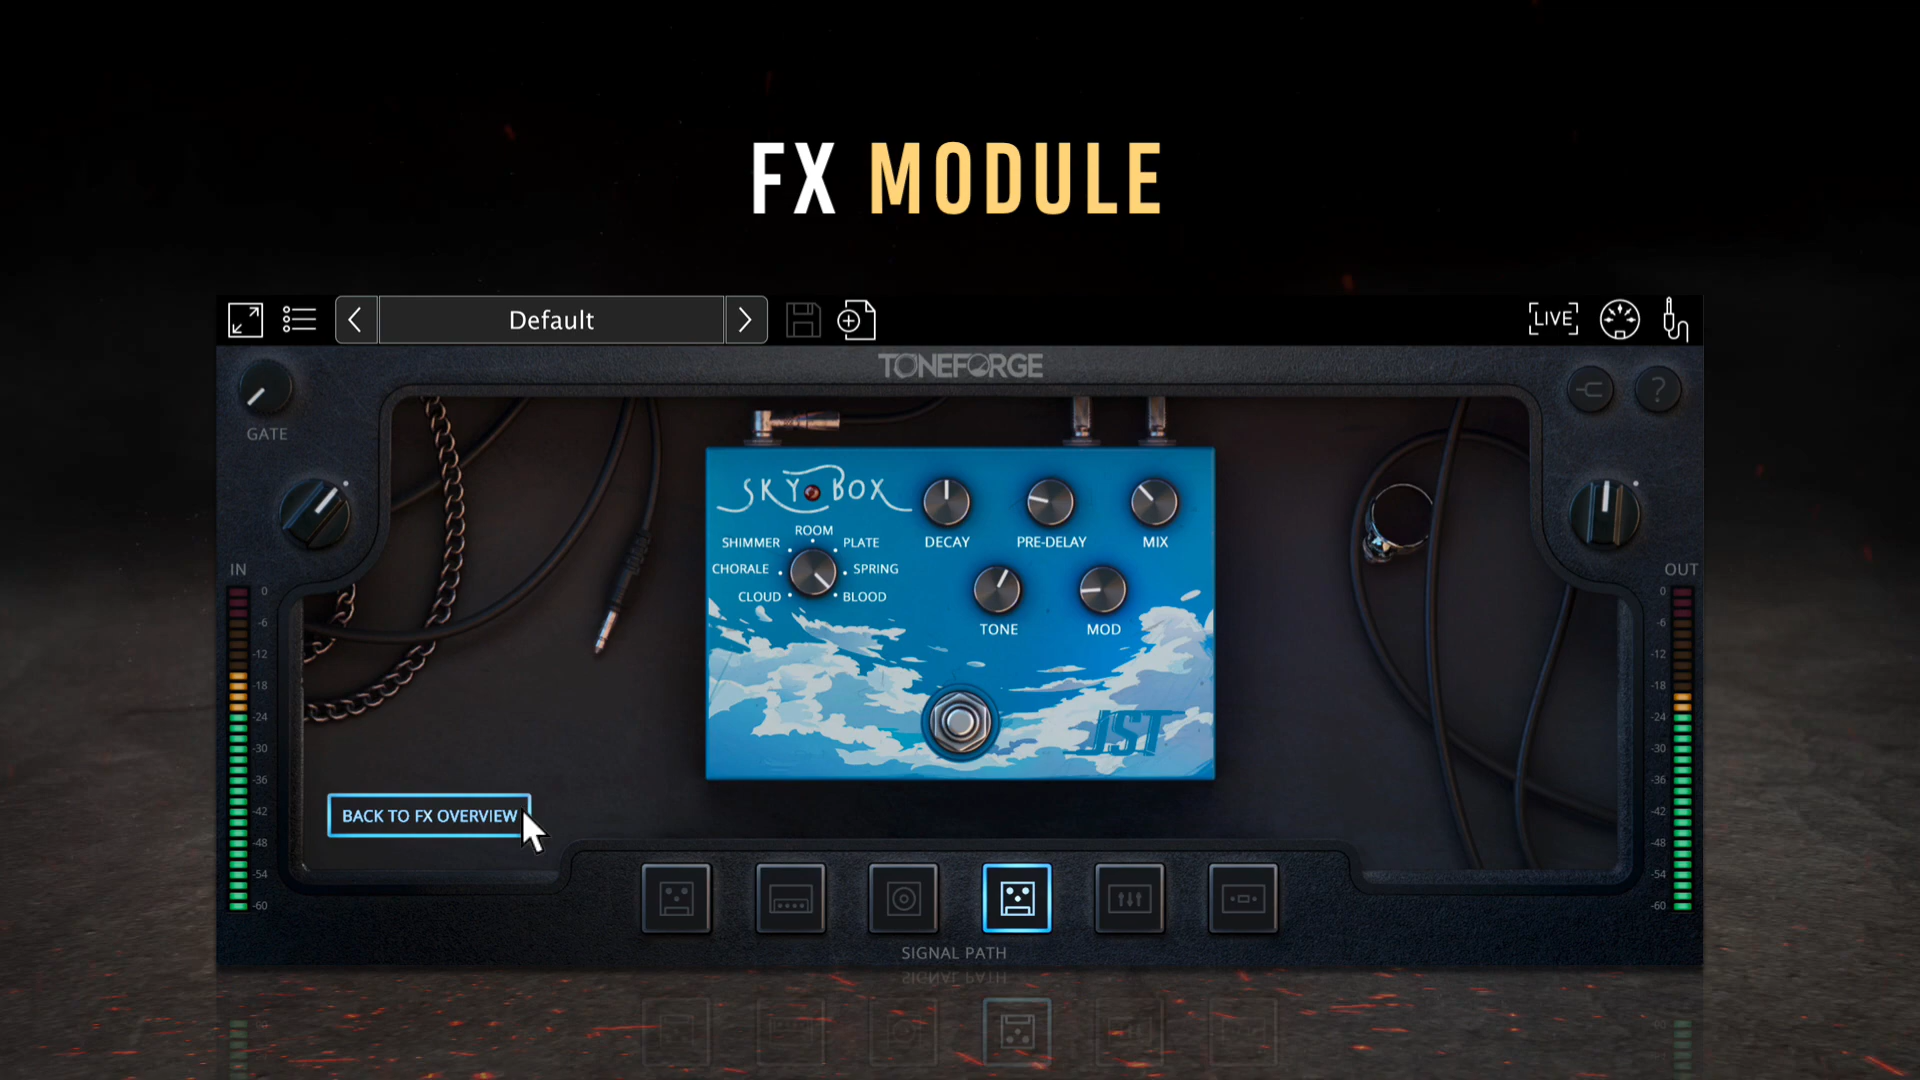 FX MODULE
Default
LIVE
TONEFORGE
GATE
?
SKY BOX
ROOM
SHIMMER
PLATE
CHORALE
SPRING
CLOUD
BLOOD
DECAY
PRE-DELAY
MIX
TONE
MOD
JST
IN
0
-6
-12
-18
-24
-30
-36
-42
-48
-54
-60
OUT
0
-6
-12
-18
-24
-30
-36
-42
-48
-54
-60
BACK TO FX OVERVIEW
SIGNAL PATH